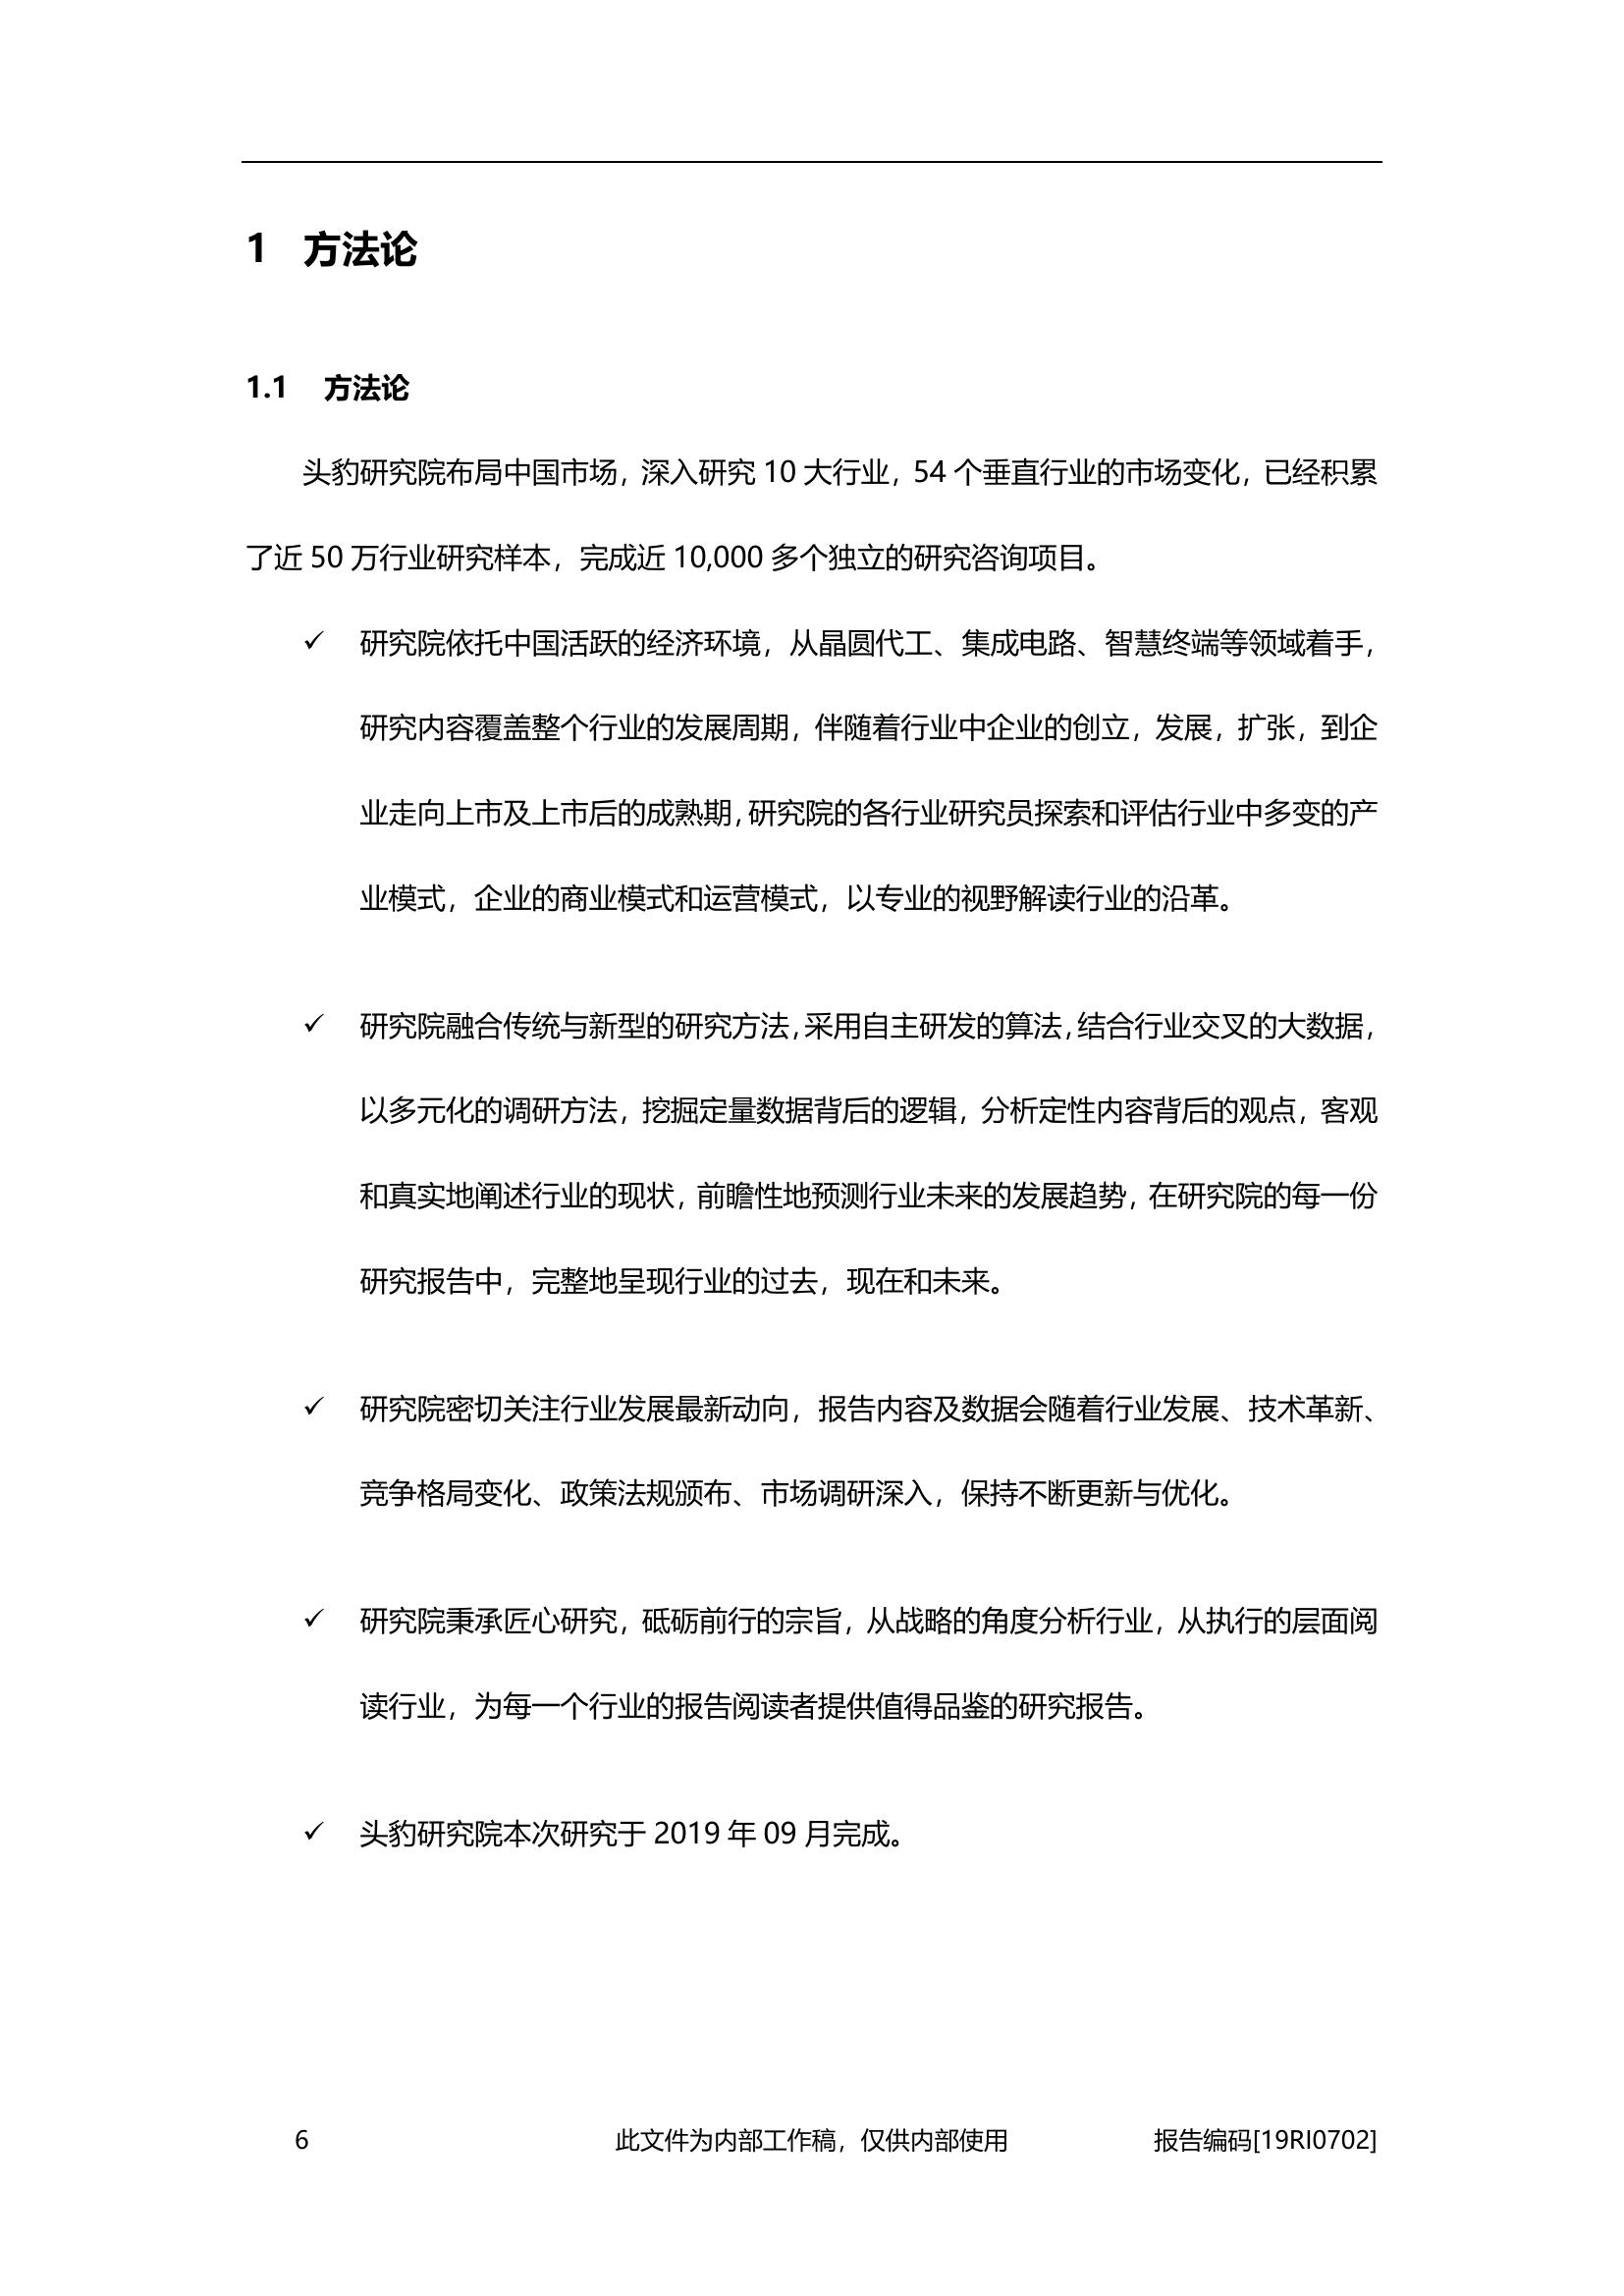 1 方法论
1.1 方法论
头豹研究院布局中国市场，深入研究 10 大行业，54 个垂直行业的市场变化，已经积累
了近 50 万行业研究样本，完成近 10,000 多个独立的研究咨询项目。
✓ 研究院依托中国活跃的经济环境，从晶圆代工、集成电路、智慧终端等领域着手，
研究内容覆盖整个行业的发展周期，伴随着行业中企业的创立，发展，扩张，到企
业走向上市及上市后的成熟期，研究院的各行业研究员探索和评估行业中多变的产
业模式，企业的商业模式和运营模式，以专业的视野解读行业的沿革。
✓ 研究院融合传统与新型的研究方法，采用自主研发的算法，结合行业交叉的大数据，
以多元化的调研方法，挖掘定量数据背后的逻辑，分析定性内容背后的观点，客观
和真实地阐述行业的现状，前瞻性地预测行业未来的发展趋势，在研究院的每一份
研究报告中，完整地呈现行业的过去，现在和未来。
✓ 研究院密切关注行业发展最新动向，报告内容及数据会随着行业发展、技术革新、
竞争格局变化、政策法规颁布、市场调研深入，保持不断更新与优化。
✓ 研究院秉承匠心研究，砥砺前行的宗旨，从战略的角度分析行业，从执行的层面阅
读行业，为每一个行业的报告阅读者提供值得品鉴的研究报告。
✓ 头豹研究院本次研究于 2019 年 09 月完成。
6 此文件为内部工作稿，仅供内部使用 报告编码[19RI0702]